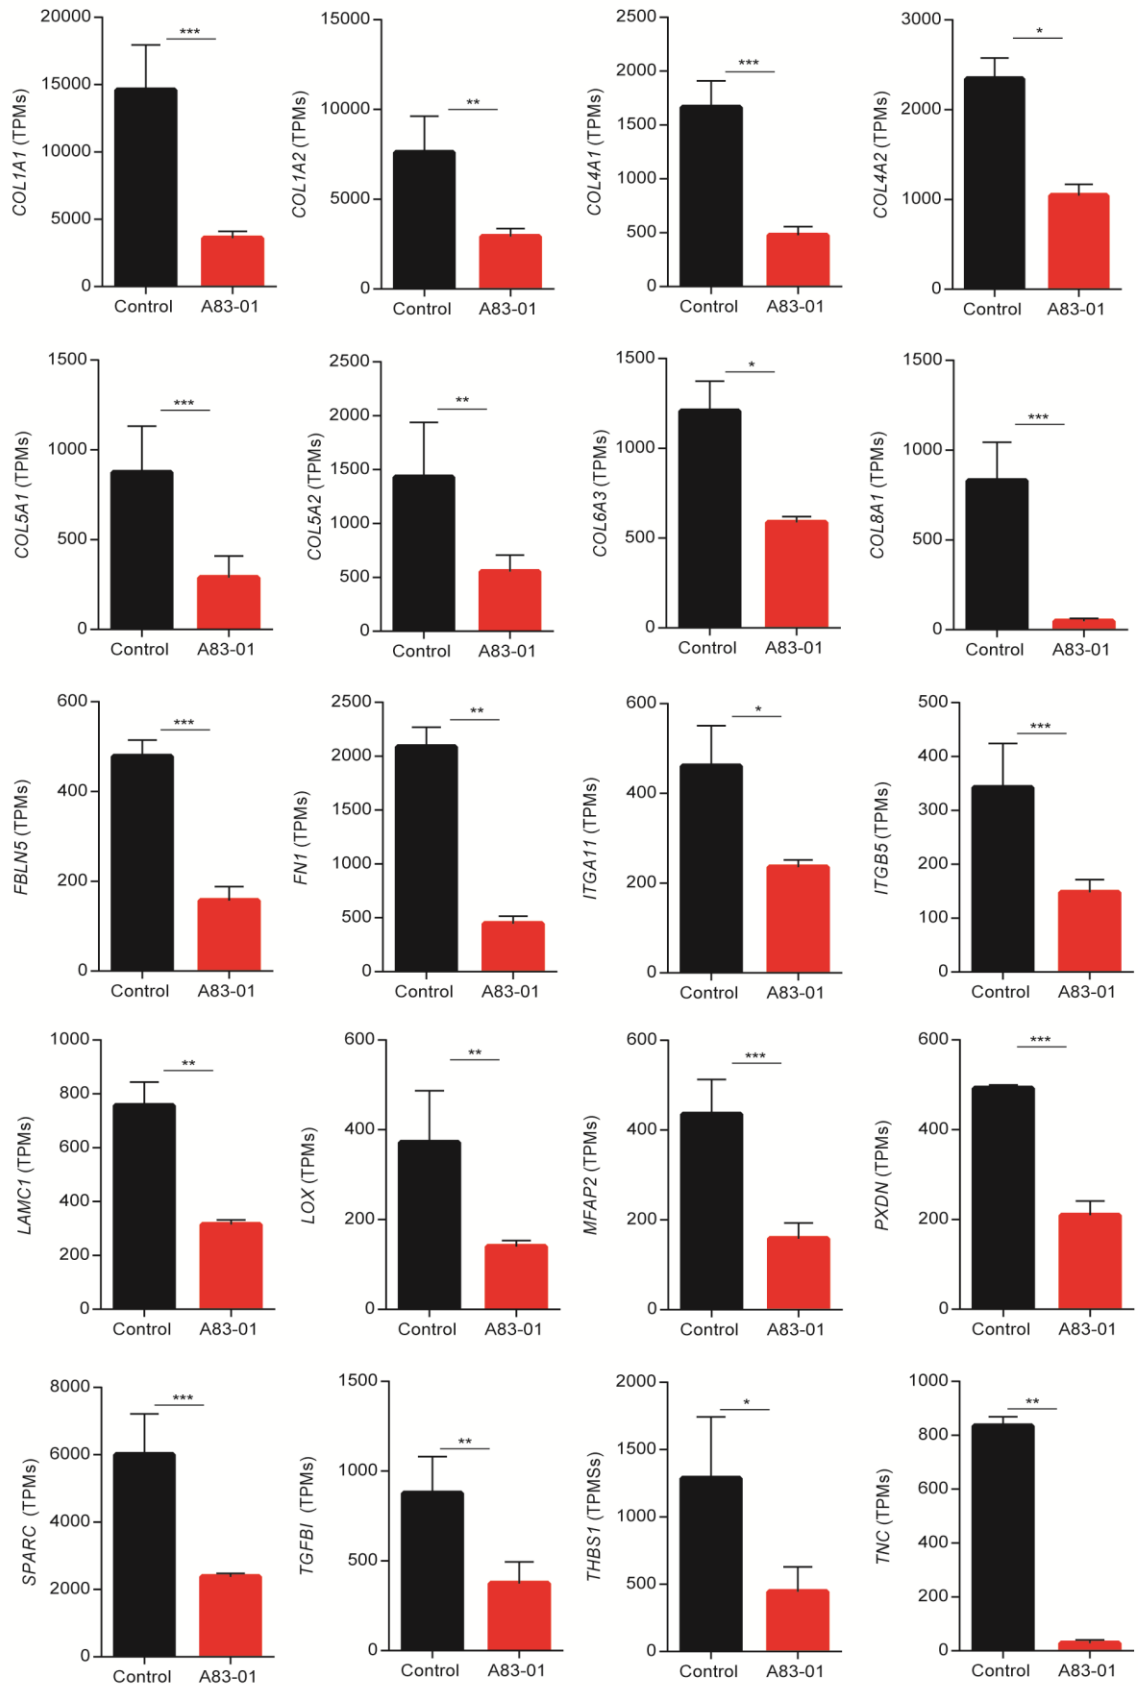 COL1A1 (TPMs)
20000
15000
10000
5000
0
***
Control A83-01
COL1A2 (TPMs)
15000
10000
5000
0
**
Control A83-01
COL4A1 (TPMs)
2500
2000
1500
1000
500
0
***
Control A83-01
COL4A2 (TPMs)
3000
2000
1000
0
*
Control A83-01
COL5A1 (TPMs)
1500
1000
500
0
***
Control A83-01
COL5A2 (TPMs)
2500
2000
1500
1000
500
0
**
Control A83-01
COL6A3 (TPMs)
1500
1000
500
0
*
Control A83-01
COL8A1 (TPMs)
1500
1000
500
0
***
Control A83-01
FBLN5 (TPMs)
600
400
200
0
***
Control A83-01
FN1 (TPMs)
2500
2000
1500
1000
500
0
**
Control A83-01
ITGA11 (TPMs)
600
400
200
0
*
Control A83-01
ITGB5 (TPMs)
500
400
300
200
100
0
***
Control A83-01
LAMC1 (TPMs)
1000
800
600
400
200
0
**
Control A83-01
LOX (TPMs)
600
400
200
0
**
Control A83-01
MFAP2 (TPMs)
600
400
200
0
***
Control A83-01
PXDN (TPMs)
600
400
200
0
***
Control A83-01
SPARC (TPMs)
8000
6000
4000
2000
0
***
Control A83-01
TGFBI (TPMs)
1500
1000
500
0
**
Control A83-01
THBS1 (TPMSs)
2000
1500
1000
500
0
*
Control A83-01
TNC (TPMs)
1000
800
600
400
200
0
**
Control A83-01